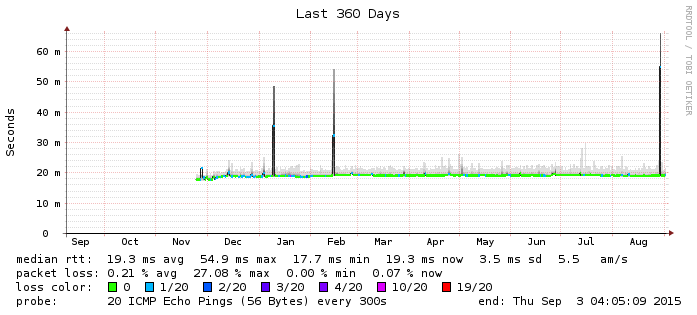 Last 360 Days
RRDTOOL / TOBI OETIKER
Seconds
60 m
50 m
40 m
30 m
20 m
10 m
0
Sep Oct Nov Dec Jan Feb Mar Apr May Jun Jul Aug
median rtt: 19.3 ms avg 54.9 ms max 17.7 ms min 19.3 ms now 3.5 ms sd 5.5 am/s
packet loss: 0.21 % avg 27.08 % max 0.00 % min 0.07 % now
loss color: 0 1/20 2/20 3/20 4/20 10/20 19/20
probe: 20 ICMP Echo Pings (56 Bytes) every 300s end: Thu Sep 3 04:05:09 2015